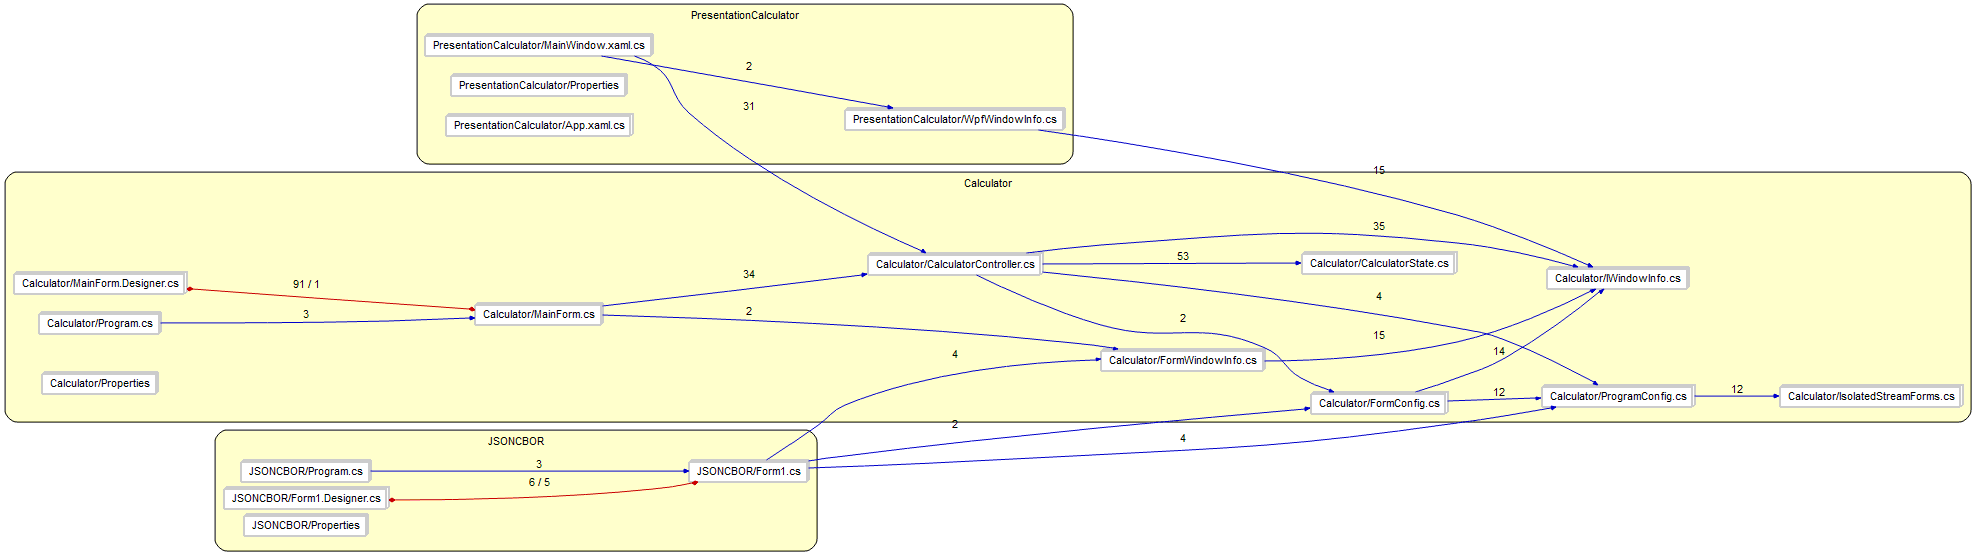 PresentationCalculator
PresentationCalculator/MainWindow.xaml.cs
2
PresentationCalculator/Properties
31
PresentationCalculator/WpfWindowInfo.cs
PresentationCalculator/App.xaml.cs
15
Calculator
35
53
Calculator/CalculatorController.cs
Calculator/CalculatorState.cs
34
Calculator/IWindowInfo.cs
Calculator/MainForm.Designer.cs
91 / 1
4
3
Calculator/MainForm.cs
2
2
Calculator/Program.cs
15
4
14
Calculator/FormWindowInfo.cs
Calculator/Properties
12
12
Calculator/FormConfig.cs
Calculator/ProgramConfig.cs
Calculator/IsolatedStreamForms.cs
2
4
JSONCBOR
3
JSONCBOR/Program.cs
JSONCBOR/Form1.cs
6 / 5
JSONCBOR/Form1.Designer.cs
JSONCBOR/Properties